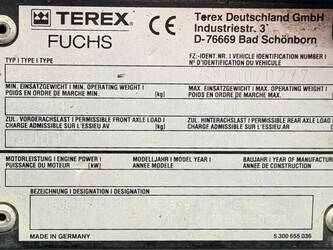 TEREX
FUCHS
CE
Terex Deutschland GmbH
Industriestr. 3
D-76669 Bad Schönborn
TYP | TYPE | TYPE
FZ.-IDENT.NR. | VEHICLE IDENTIFICATION NUMBER |
N° D'IDENTIFICATION DU VÉHICULE
MIN. EINSATZGEWICHT | MIN. OPERATING WEIGHT |
POIDS EN ORDRE DE MARCHE MIN. [kg]
MAX. EINSATZGEWICHT | MAX. OPERATING WEIGHT |
POIDS EN ORDRE DE MARCHE MAX.
ZUL. VORDERACHSLAST | PERMISSIBLE FRONT AXLE LOAD |
CHARGE ADMISSIBLE SUR L'ESSIEU AV [kg]
ZUL. HINTERACHSLAST | PERMISSIBLE REAR AXLE
CHARGE ADMISSIBLE SUR L'ESSIEU AR
MOTORLEISTUNG | ENGINE POWER |
PUISSANCE DU MOTEUR [kW]
MODELLJAHR | MODEL YEAR |
ANNEE MODELE
BAUJAHR | YEAR OF MANUFACTURE
ANNEE DE CONSTRUCTION
BEZEICHNUNG | DESIGNATION | DESIGNATION
MADE IN GERMANY
5 300 655 036